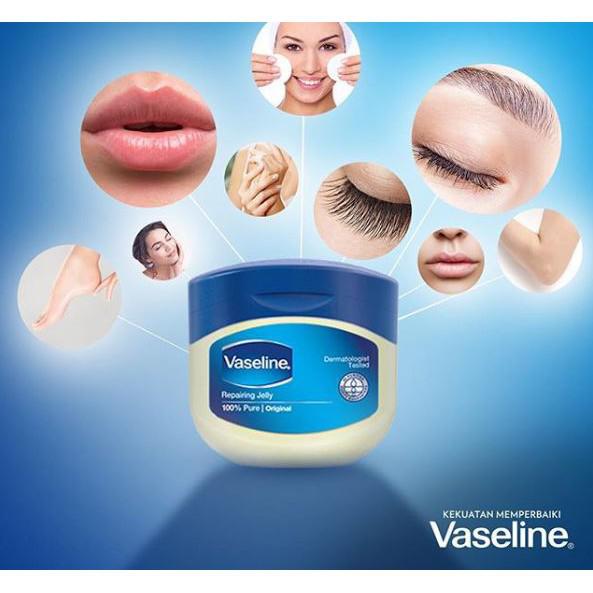 Vaseline®
Dermatologist
Tested
Repairing Jelly
100% Pure | Original
KEKUATAN MEMPERBAIKI
Vaseline®